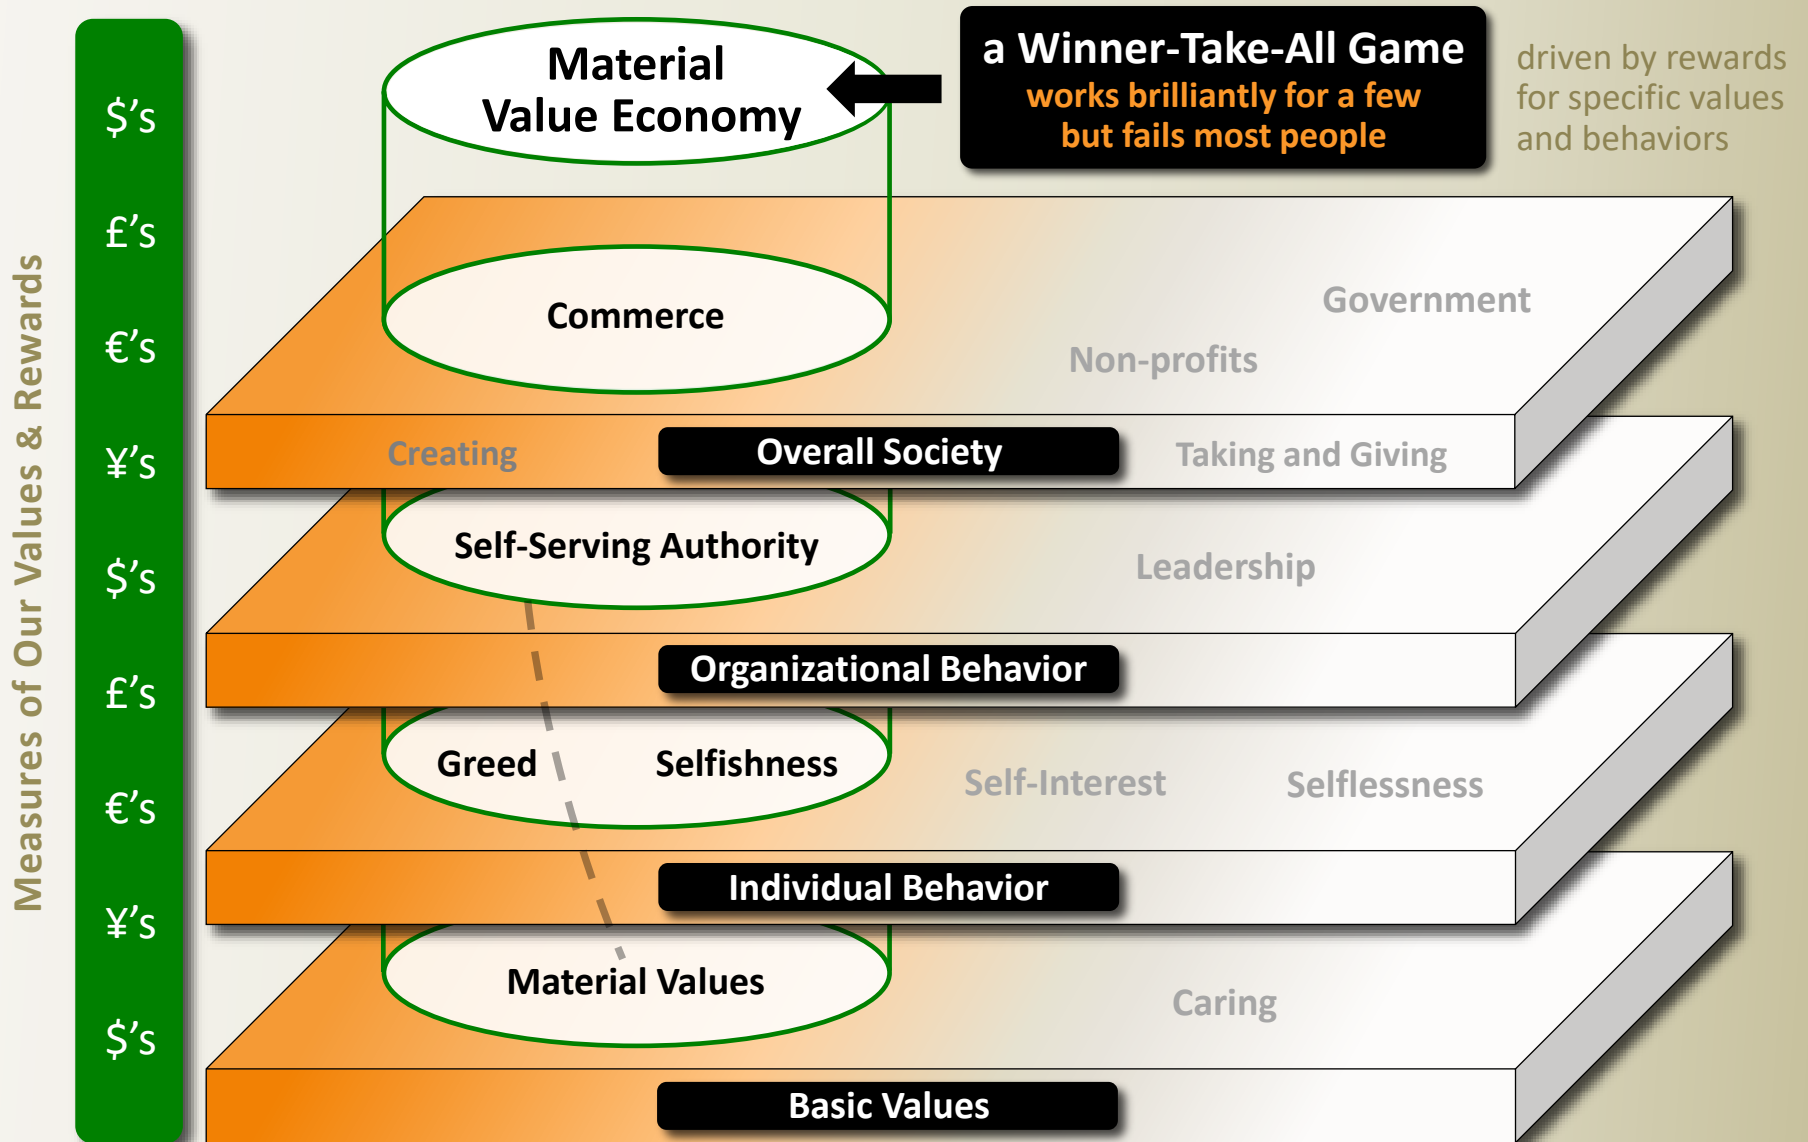 Measures of Our Values & Rewards
$'s
£'s
€'s
¥'s
$'s
£'s
€'s
¥'s
$'s
Material
Value Economy
a Winner-Take-All Game
works brilliantly for a few
but fails most people
driven by rewards
for specific values
and behaviors
Commerce
Government
Non-profits
Creating
Overall Society
Taking and Giving
Self-Serving Authority
Leadership
Organizational Behavior
Greed
Selfishness
Self-Interest
Selflessness
Individual Behavior
Material Values
Caring
Basic Values